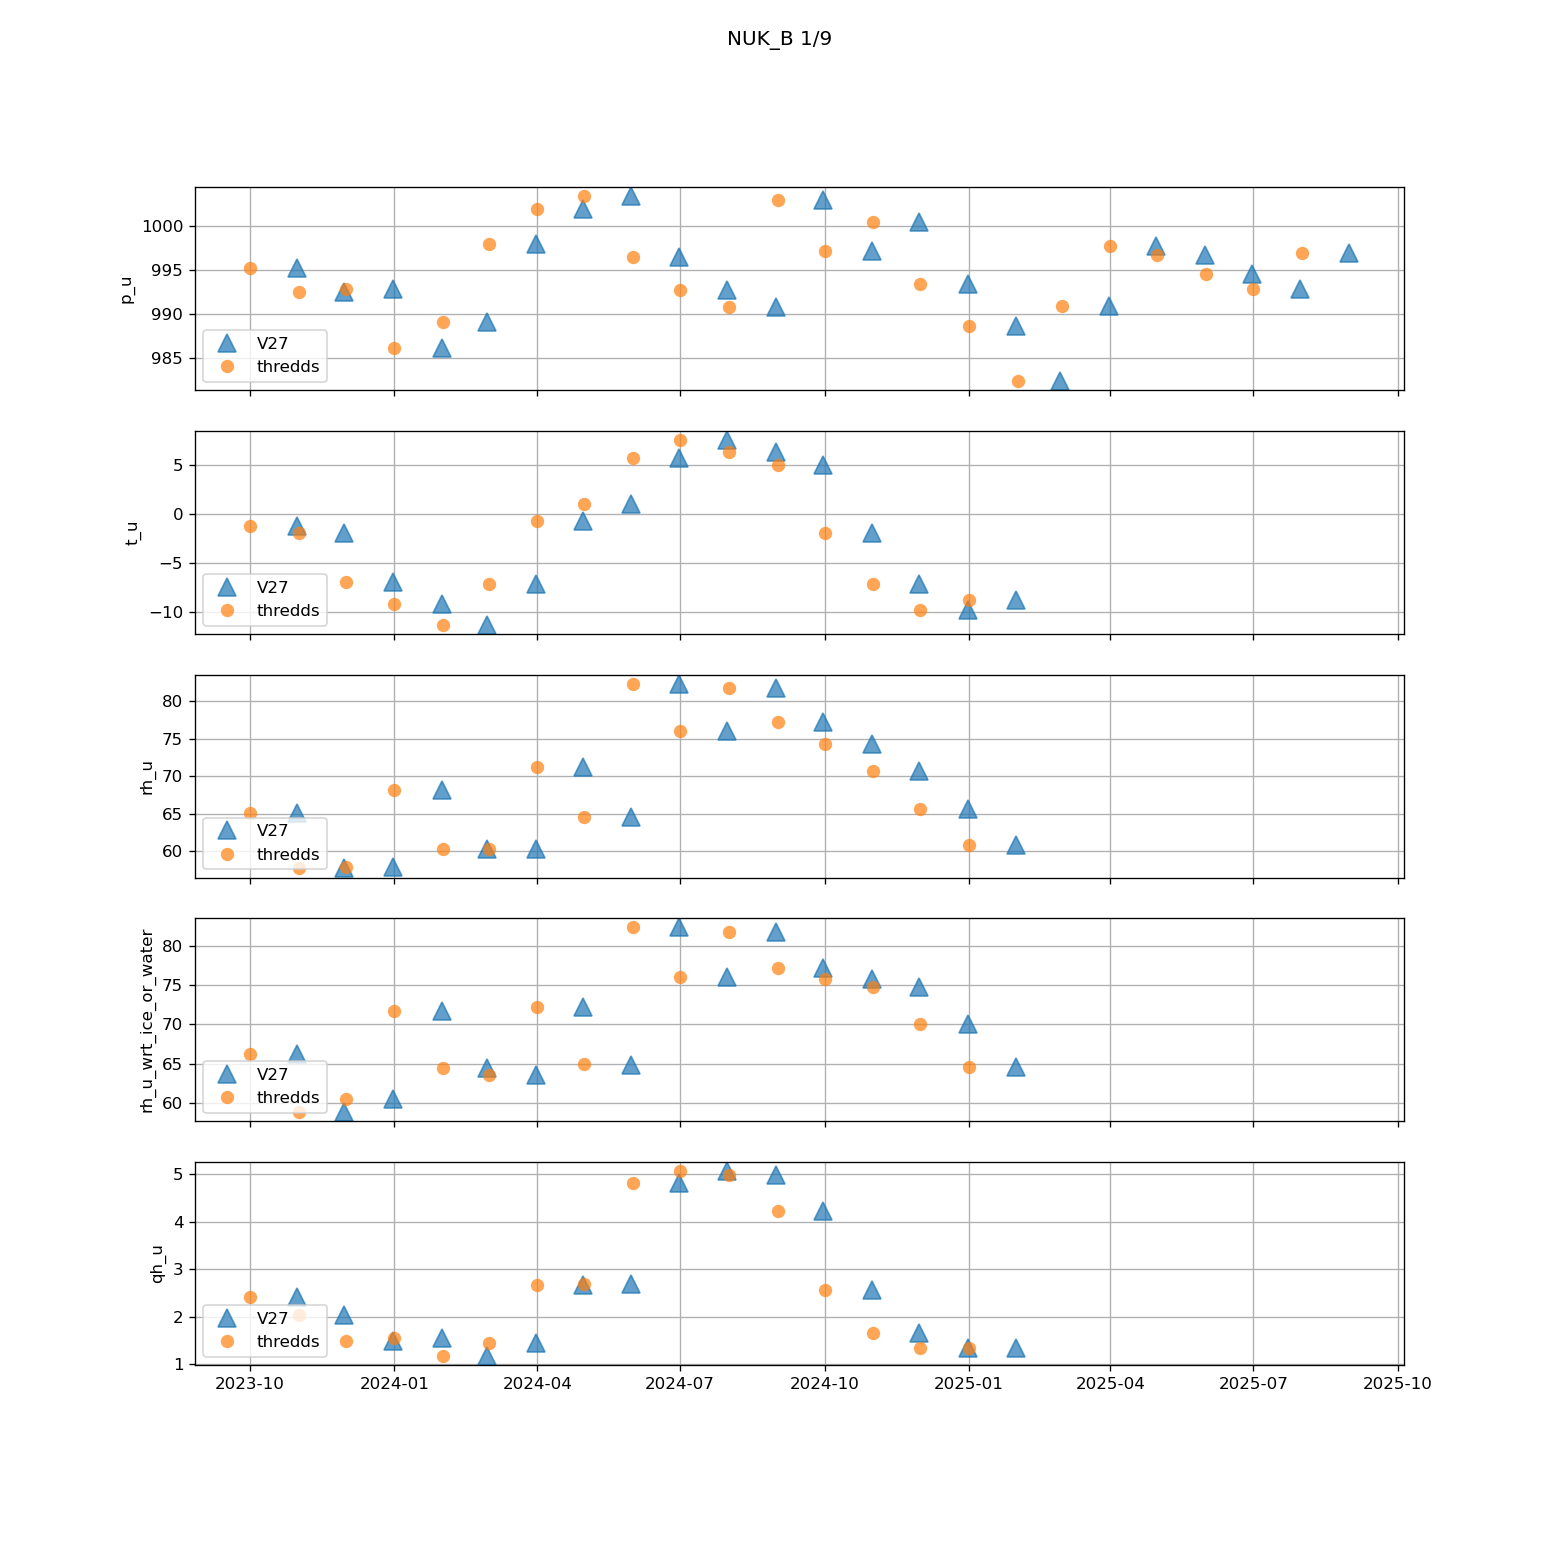 NUK_B 1/9
p_u
1000
995
990
985
V27
thredds
t_u
5
0
−5
−10
V27
thredds
rh_u
80
75
70
65
60
V27
thredds
rh_u_wrt_ice_or_water
80
75
70
65
60
V27
thredds
qh_u
5
4
3
2
1
V27
thredds
2023-10 2024-01 2024-04 2024-07 2024-10 2025-01 2025-04 2025-07 2025-10